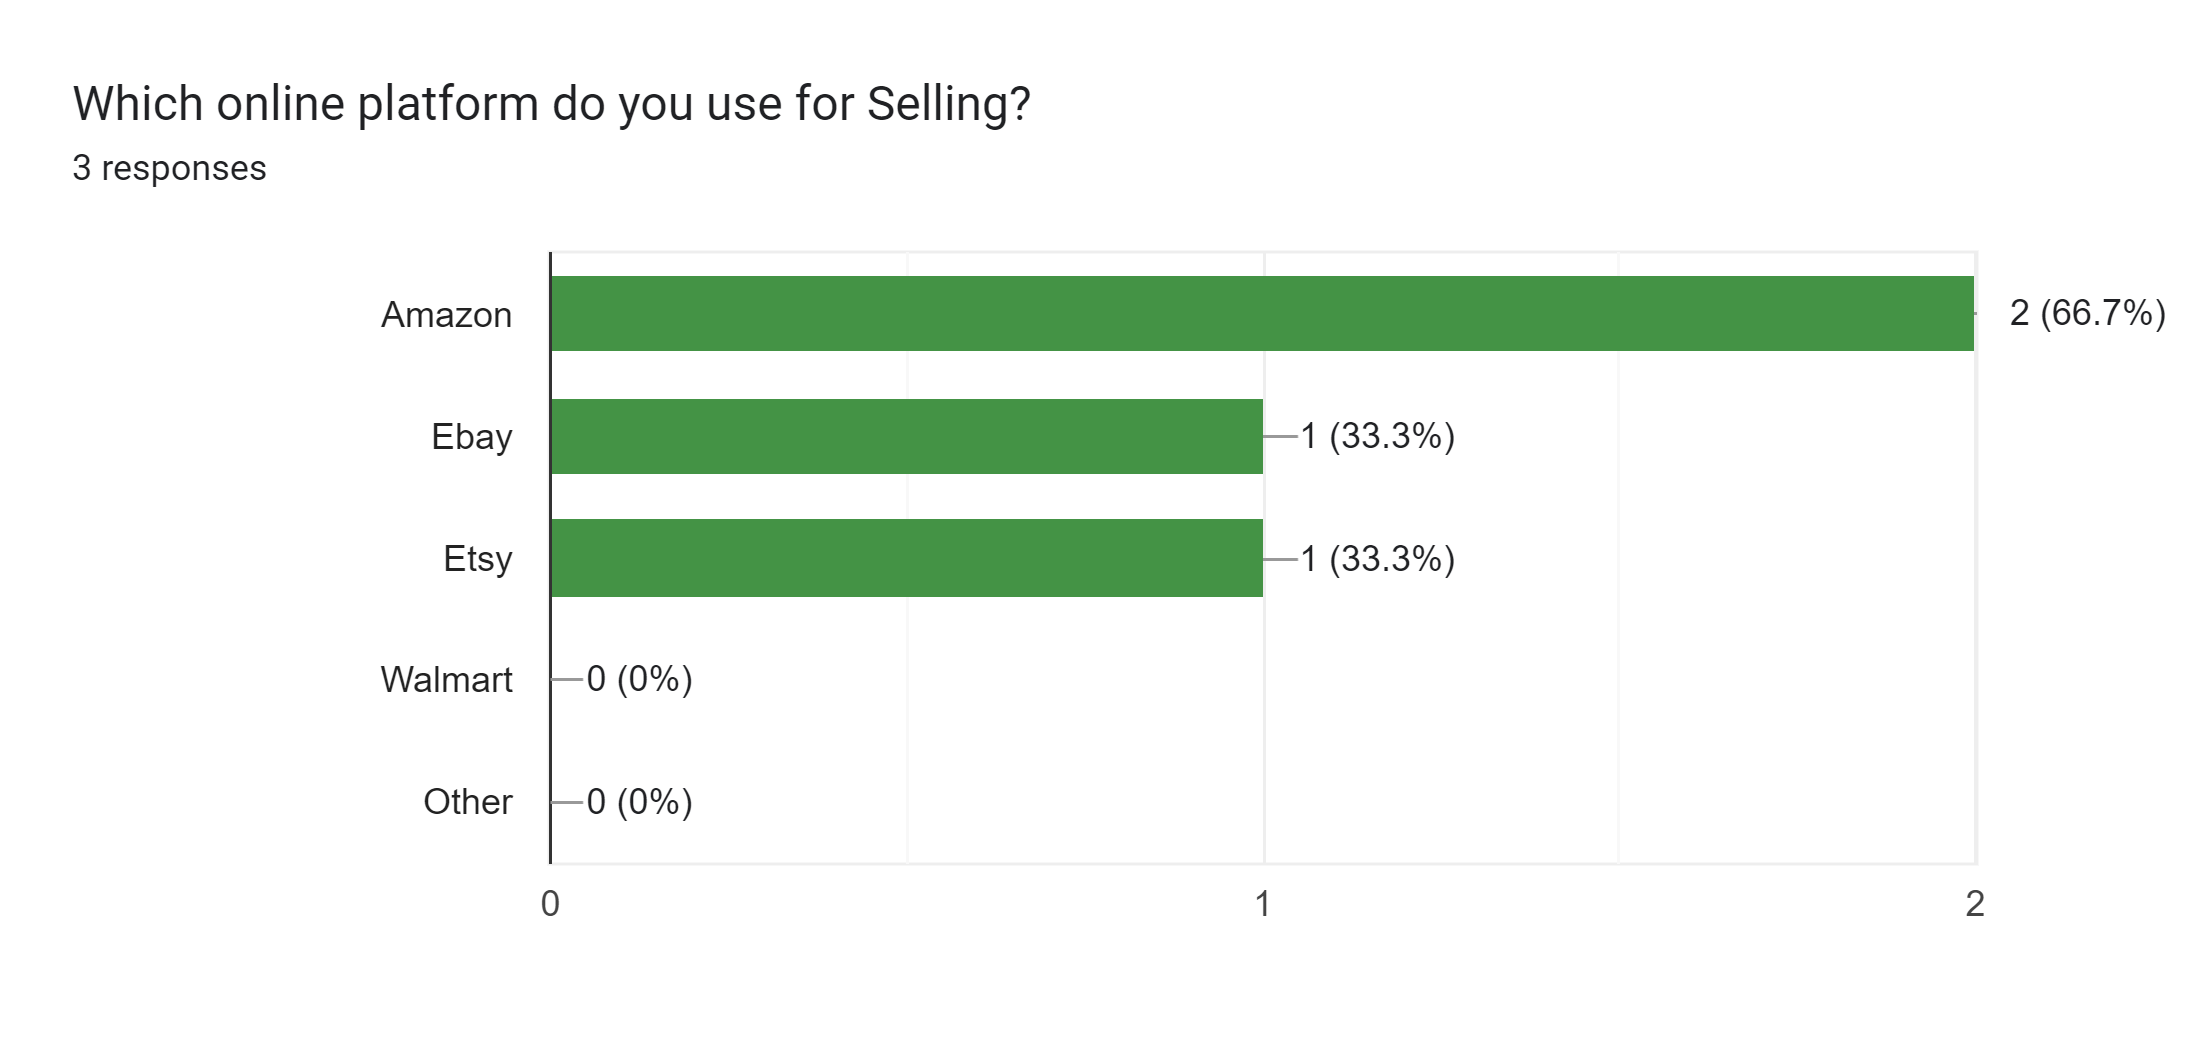 Which online platform do you use for Selling?
3 responses
Amazon 2 (66.7%)
Ebay 1 (33.3%)
Etsy 1 (33.3%)
Walmart 0 (0%)
Other 0 (0%)
0 1 2